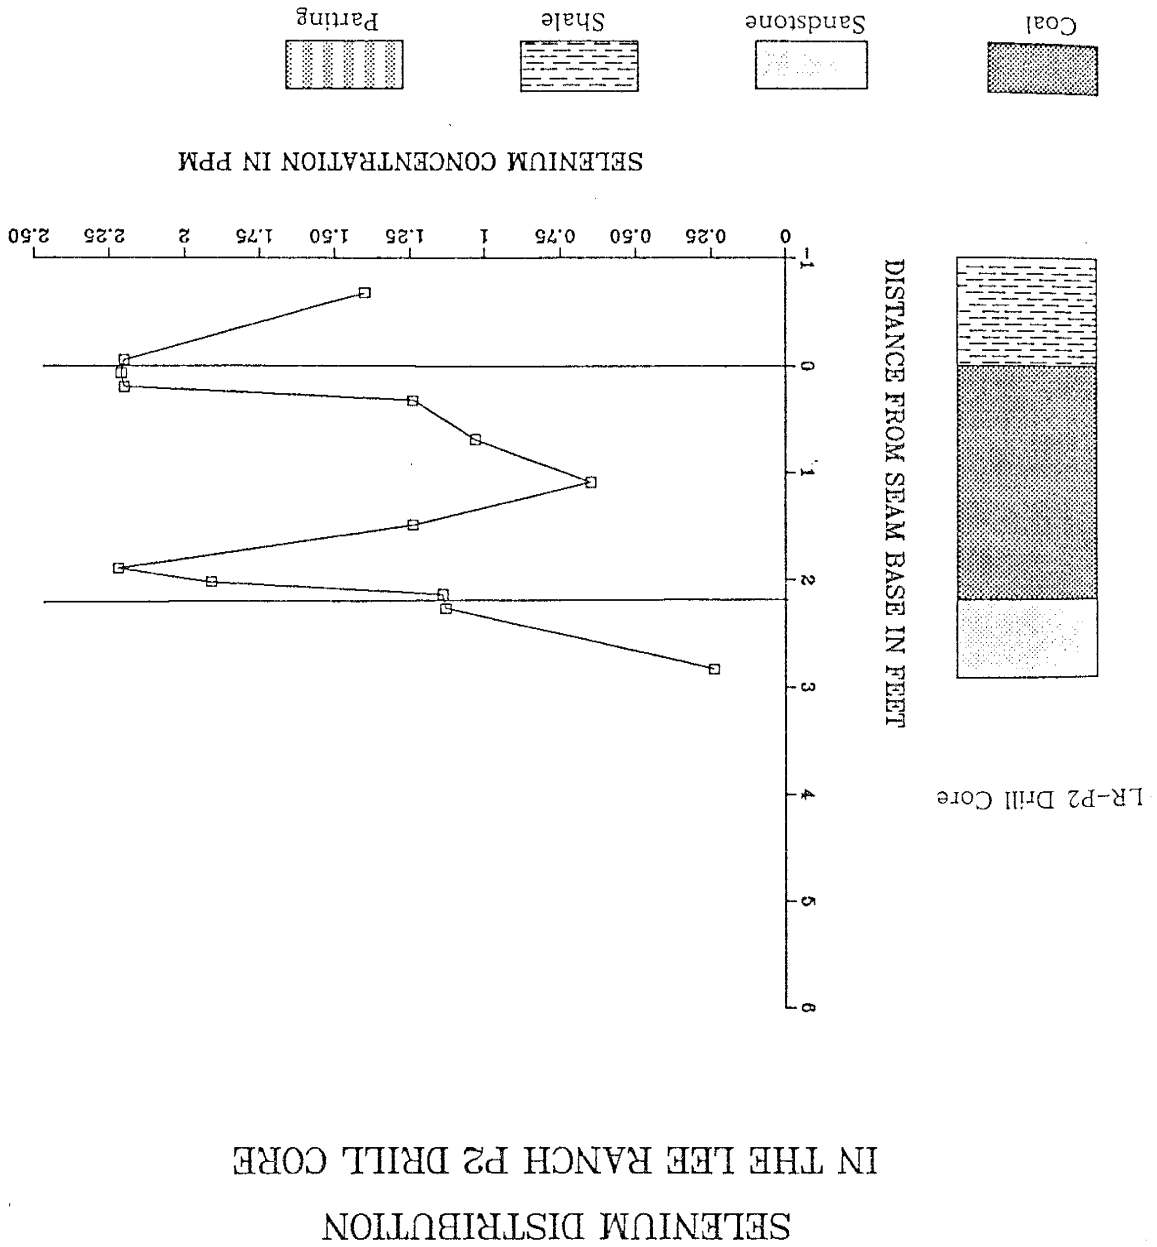 SELENIUM DISTRIBUTION
IN THE LEE RANCH P2 DRILL CORE
LR-P2 Drill Core
DISTANCE FROM SEAM BASE IN FEET
6
5
4
3
2
1
0
-1
0 0.25 0.50 0.75 1 1.25 1.50 1.75 2 2.25 2.50
SELENIUM CONCENTRATION IN PPM
Coal Sandstone Shale Parting